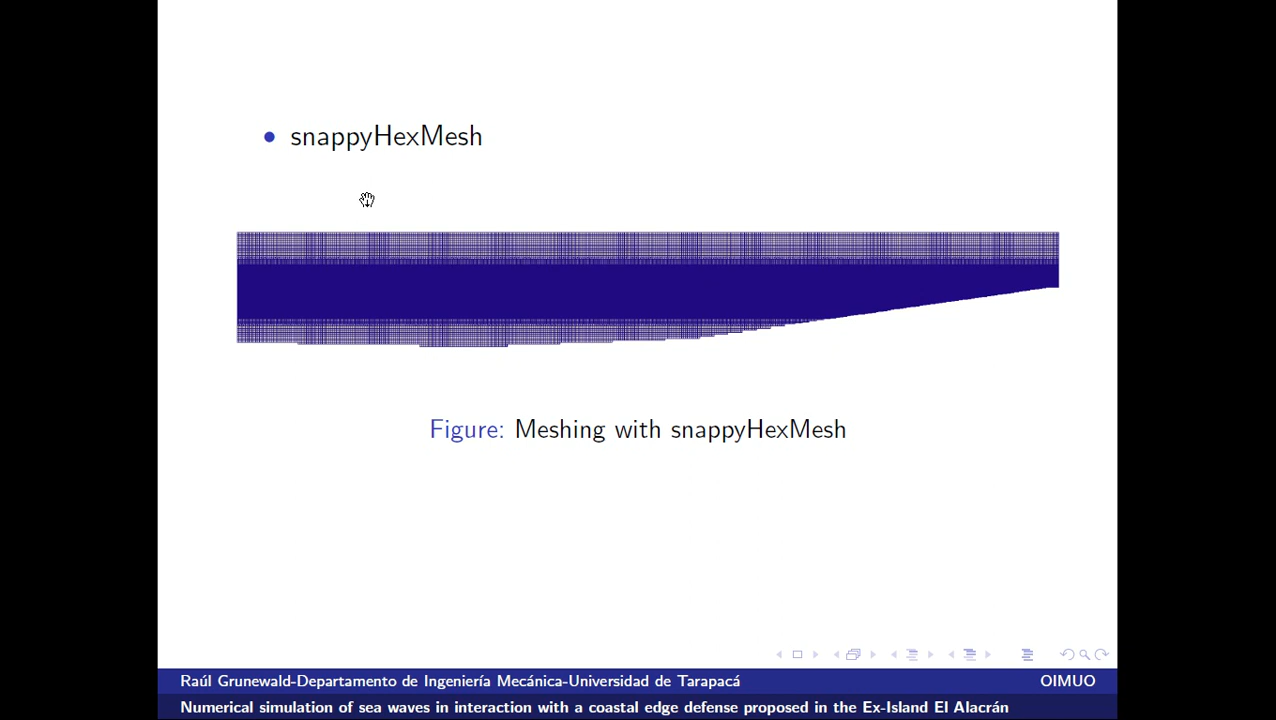 snappyHexMesh
Figure: Meshing with snappyHexMesh
Raúl Grunewald-Departamento de Ingeniería Mecánica-Universidad de Tarapacá OIMUO
Numerical simulation of sea waves in interaction with a coastal edge defense proposed in the Ex-Island El Alacrán